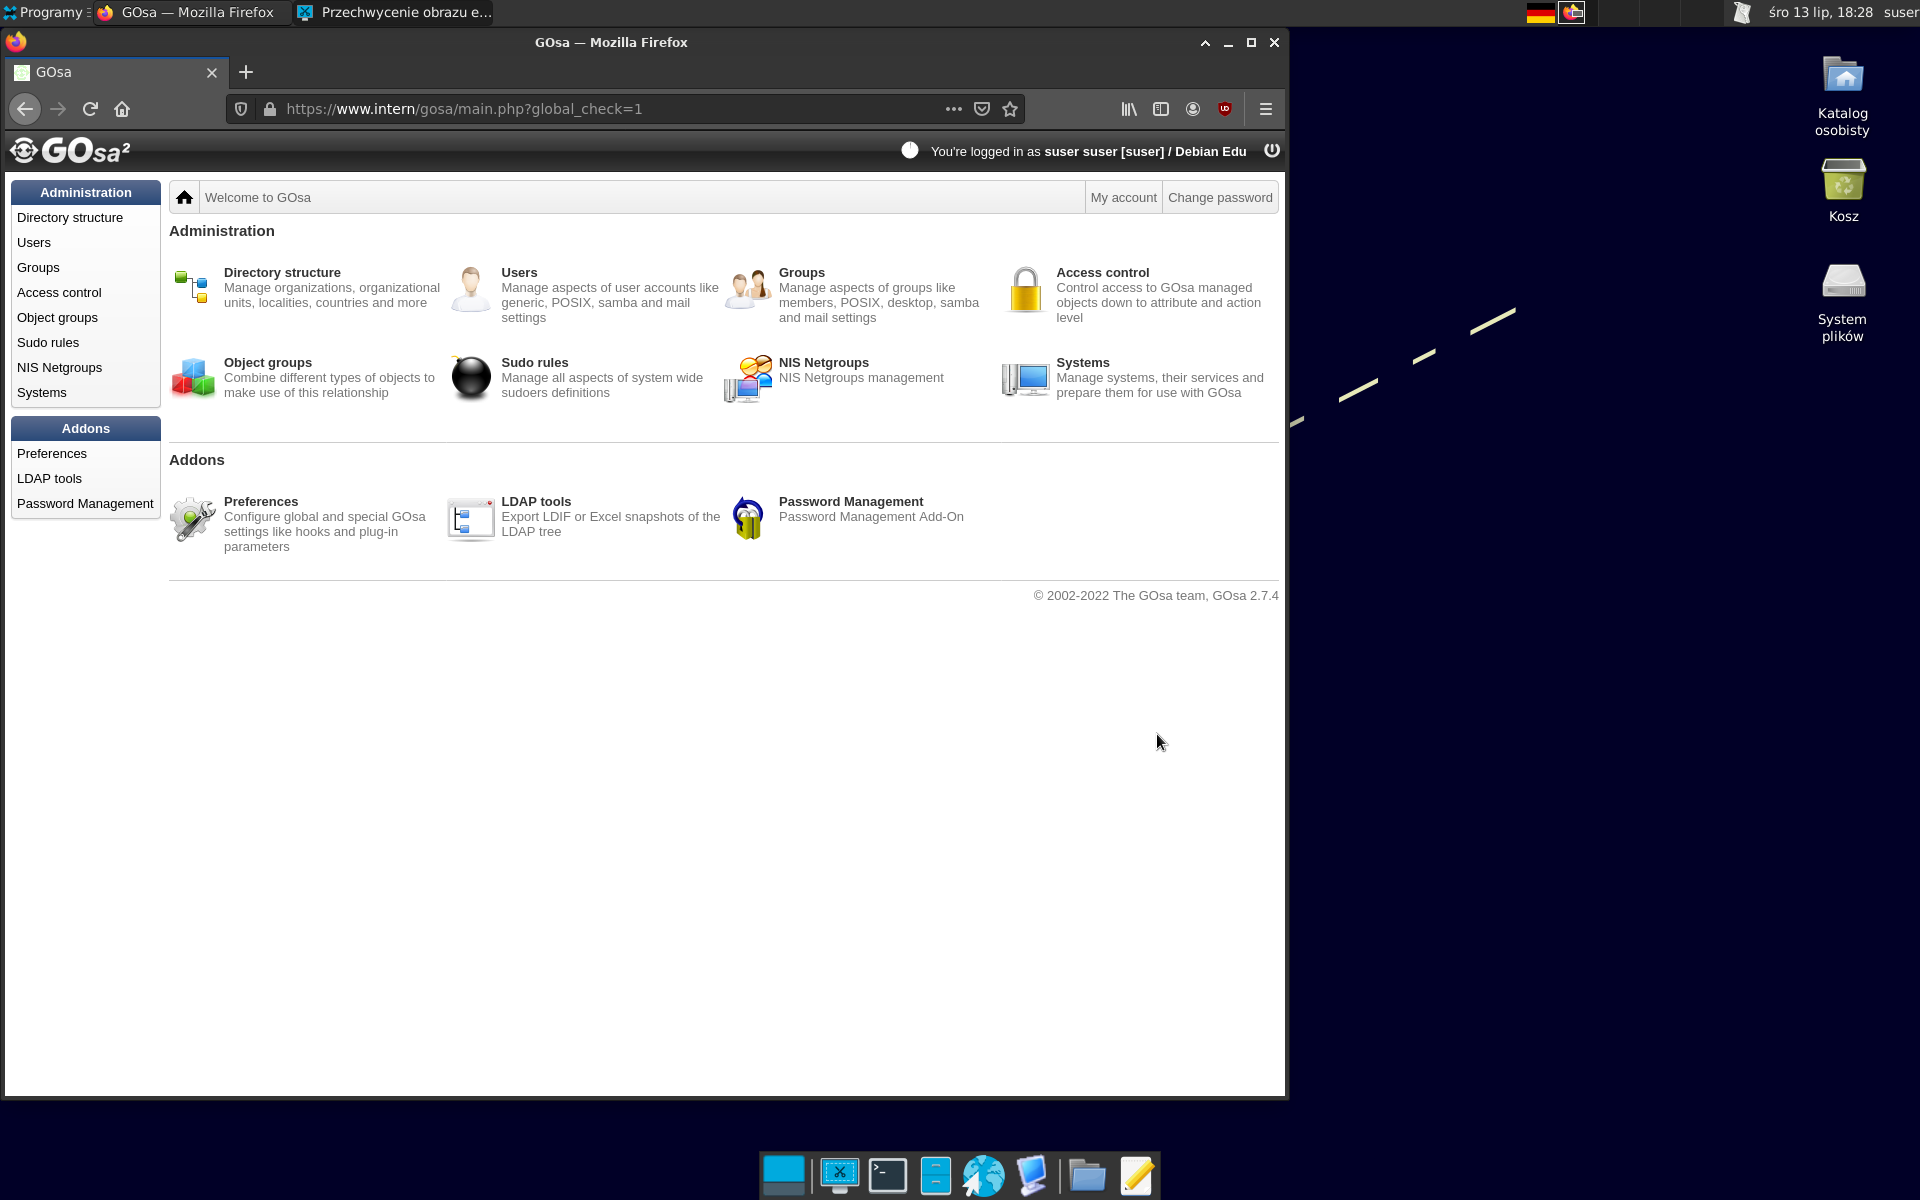 Programy
GOsa — Mozilla Firefox
Przechwycenie obrazu e...
śro 13 lip, 18:28
suser
GOsa — Mozilla Firefox
GOsa
https://www.intern/gosa/main.php?global_check=1
GOsa²
You're logged in as suser suser [suser] / Debian Edu
Administration
Directory structure
Users
Groups
Access control
Object groups
Sudo rules
NIS Netgroups
Systems
Addons
Preferences
LDAP tools
Password Management
Welcome to GOsa
My account
Change password
Administration
Directory structure
Manage organizations, organizational
units, localities, countries and more
Users
Manage aspects of user accounts like
generic, POSIX, samba and mail
settings
Groups
Manage aspects of groups like
members, POSIX, desktop, samba
and mail settings
Access control
Control access to GOsa managed
objects down to attribute and action
level
Object groups
Combine different types of objects to
make use of this relationship
Sudo rules
Manage all aspects of system wide
sudoers definitions
NIS Netgroups
NIS Netgroups management
Systems
Manage systems, their services and
prepare them for use with GOsa
Addons
Preferences
Configure global and special GOsa
settings like hooks and plug-in
parameters
LDAP tools
Export LDIF or Excel snapshots of the
LDAP tree
Password Management
Password Management Add-On
© 2002-2022 The GOsa team, GOsa 2.7.4
Katalog
osobisty
Kosz
System
plików